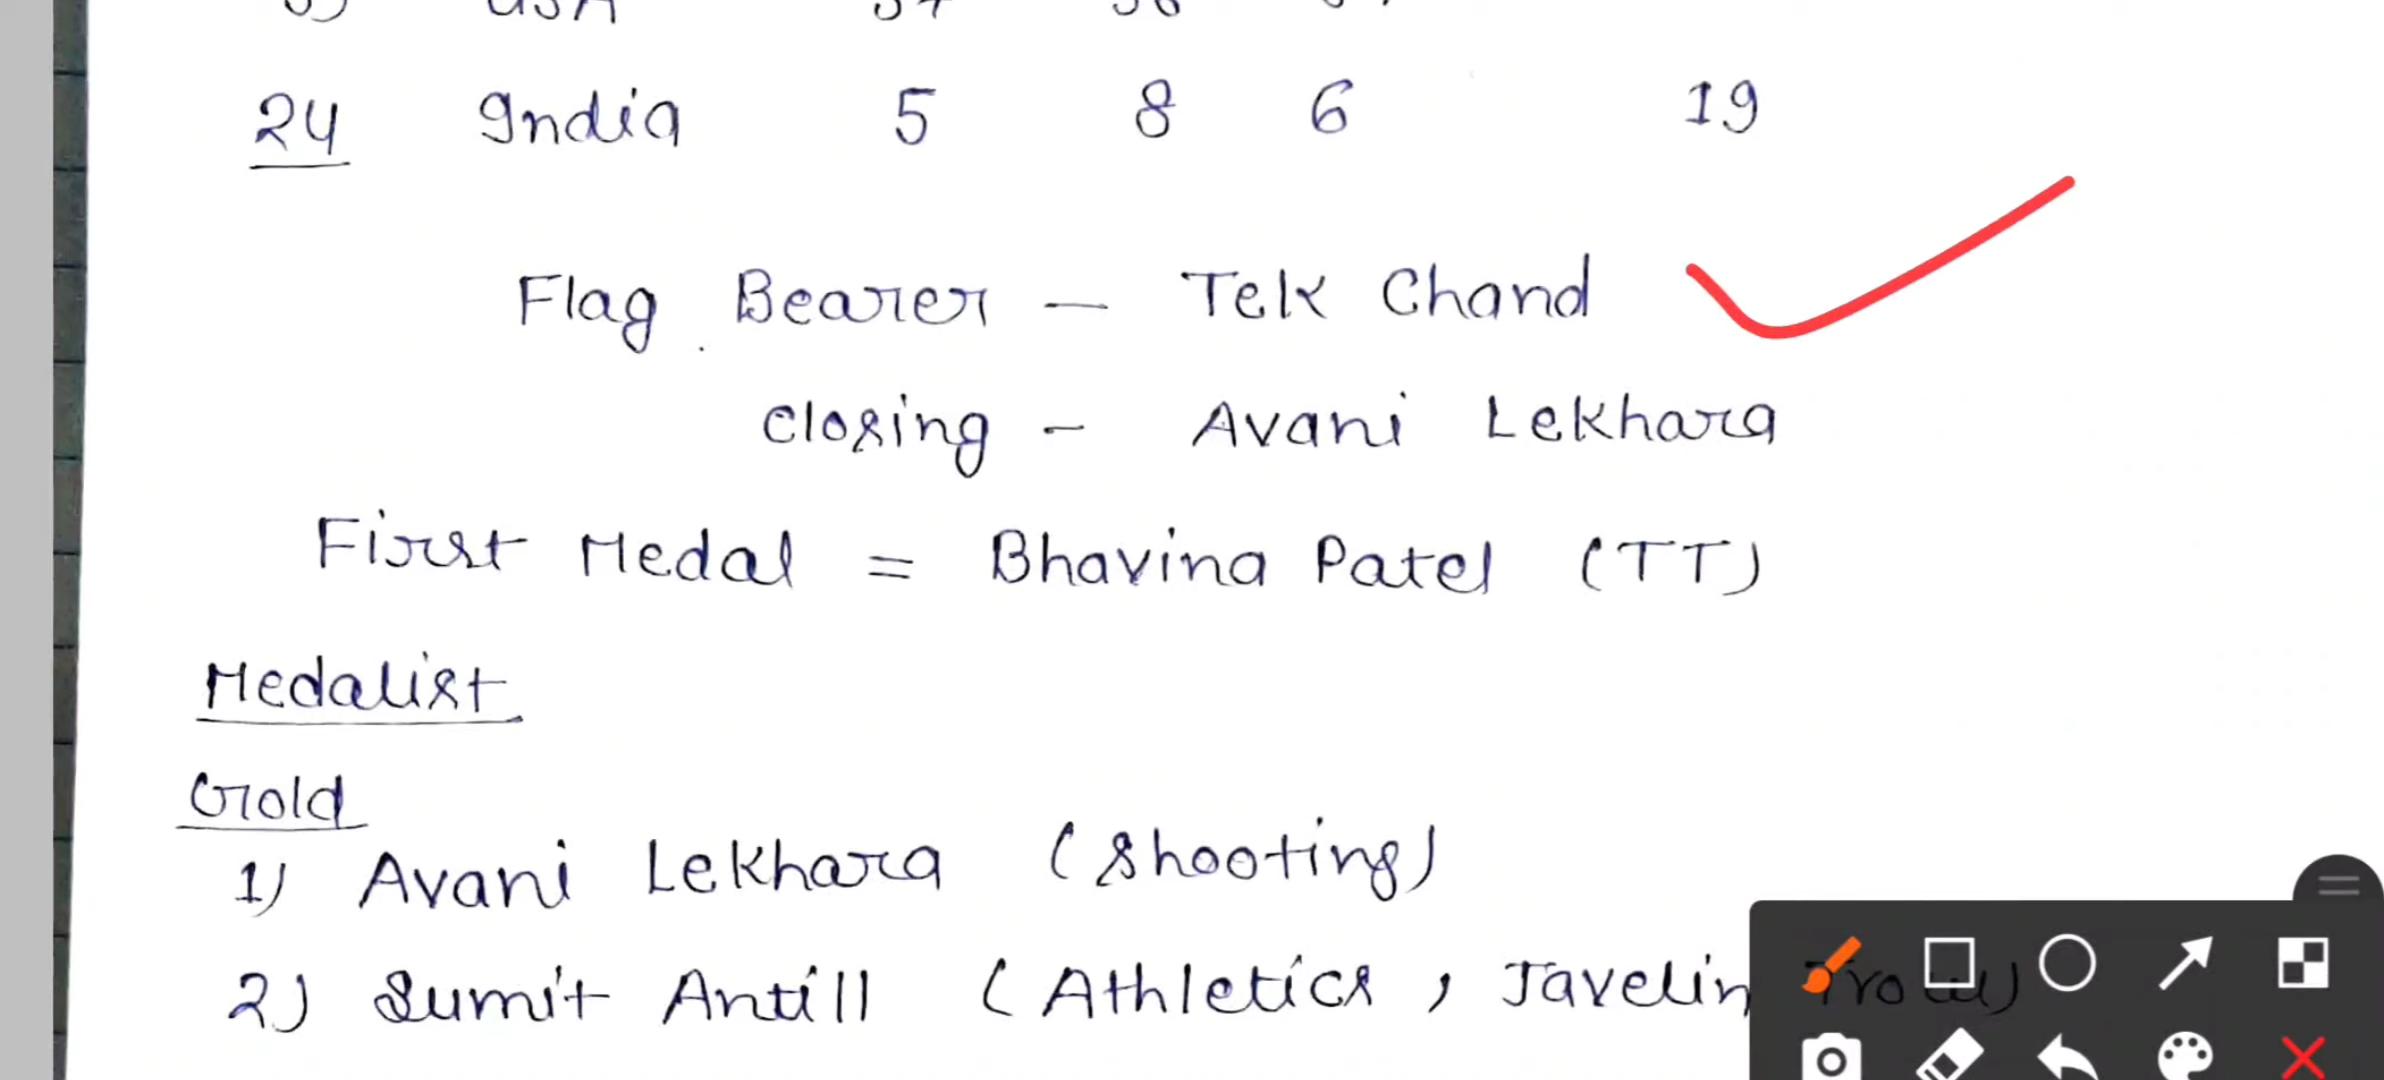 24 India 5 8 6 19
Flag Bearer - Tek Chand
closing - Avani Lekhara
First Medal = Bhavina Patel (TT)
Medalist
Gold
1) Avani Lekhara (Shooting)
2) Sumit Antill (Athletics, Javelin